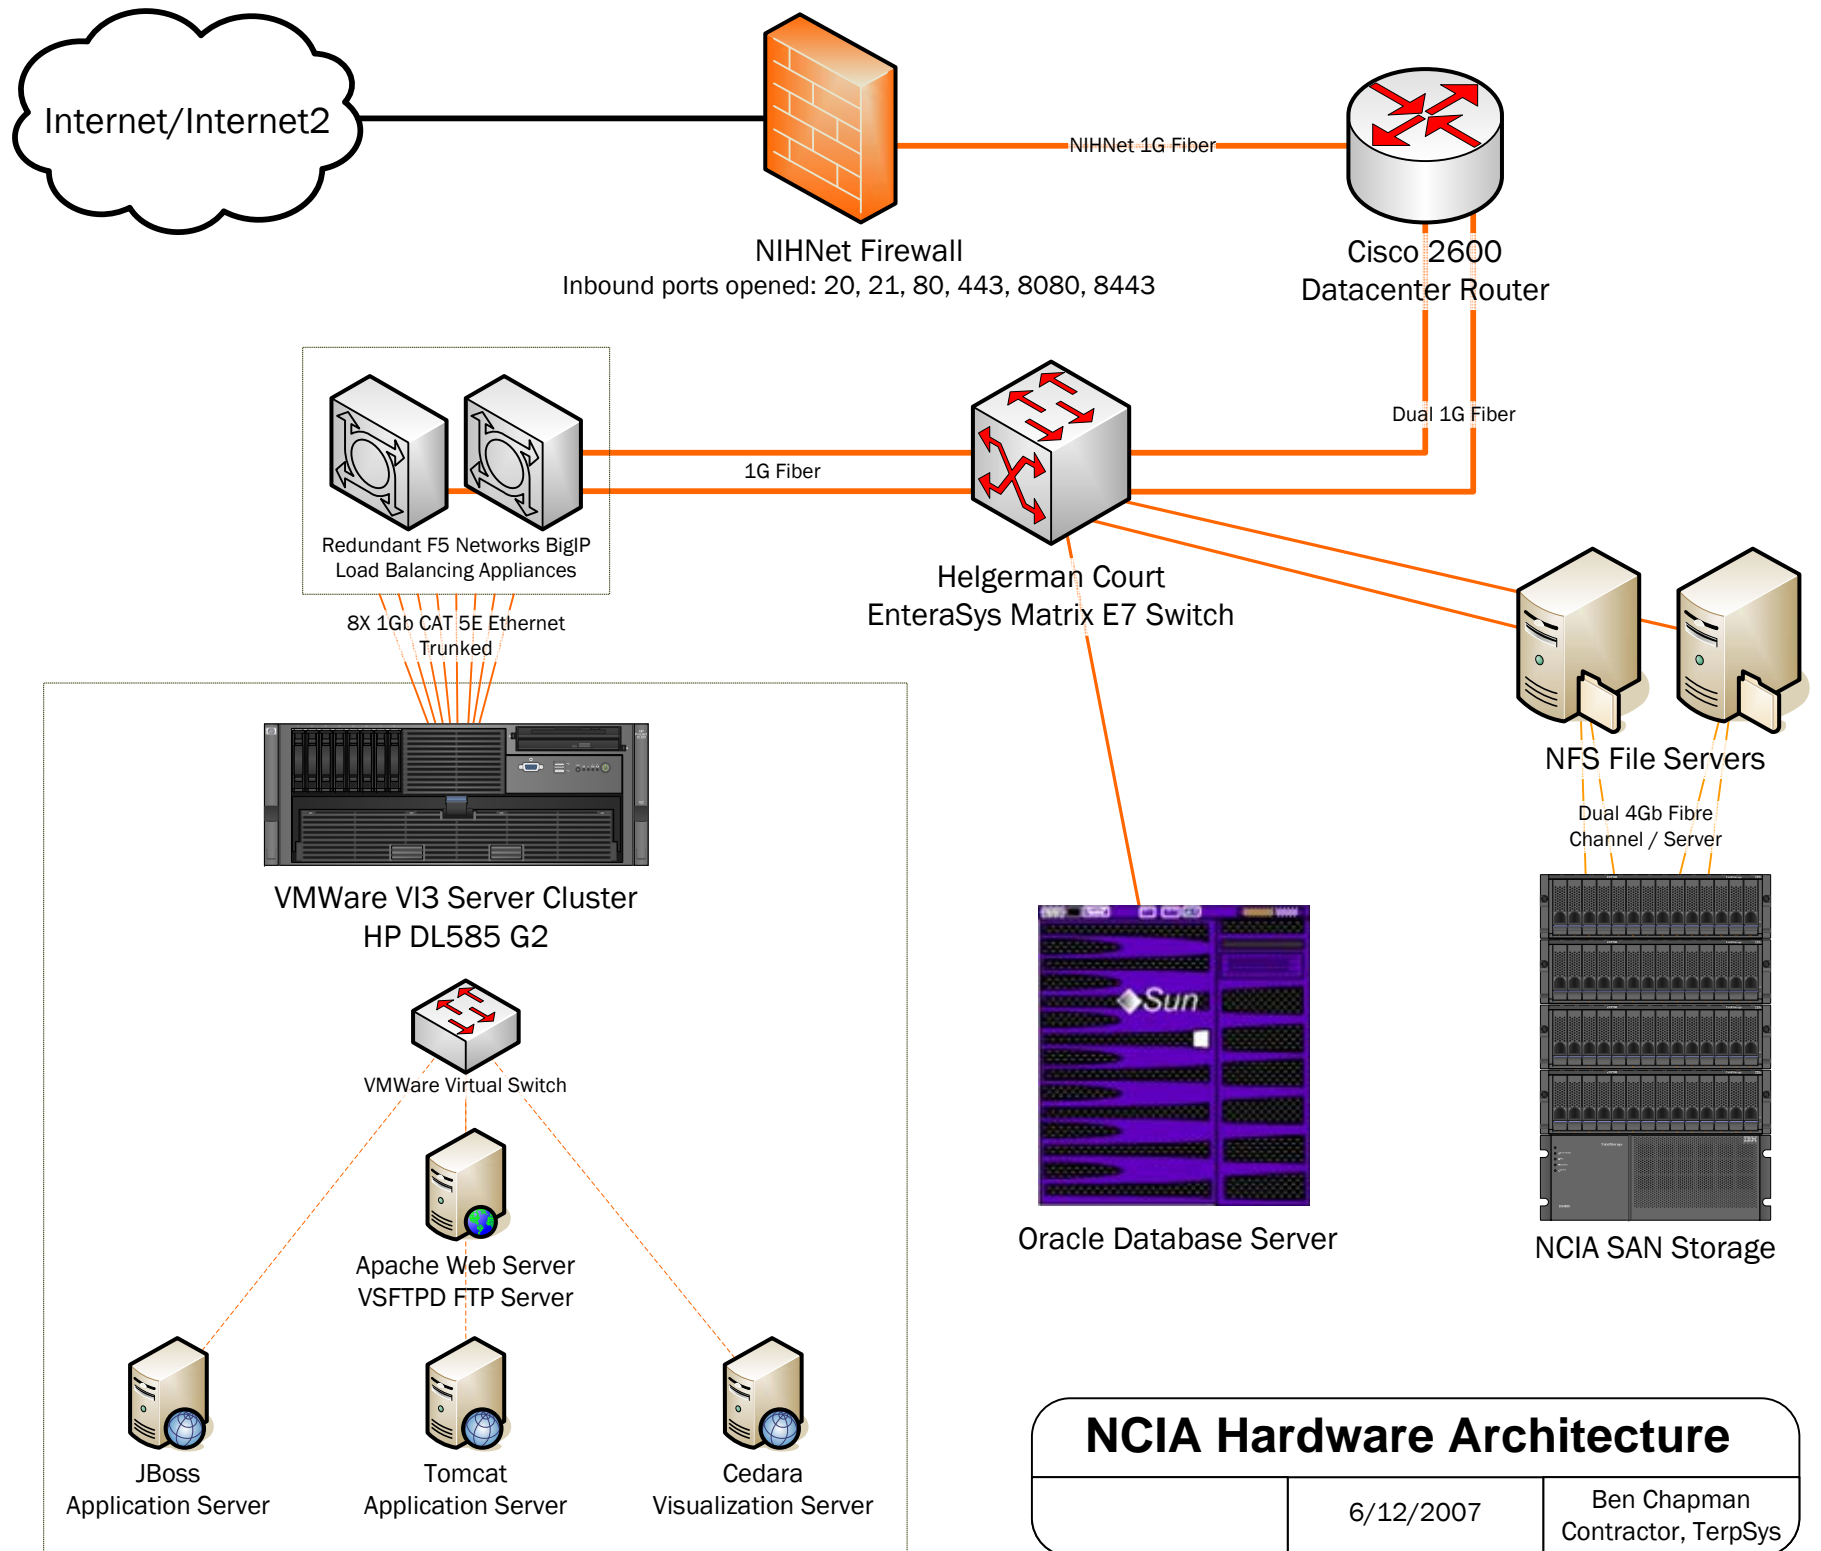 Internet/Internet2
NIHNet 1G Fiber
NIHNet Firewall
Inbound ports opened: 20, 21, 80, 443, 8080, 8443
Cisco 2600
Datacenter Router
Dual 1G Fiber
1G Fiber
Redundant F5 Networks BigIP
Load Balancing Appliances
Helgerman Court
EnteraSys Matrix E7 Switch
8X 1Gb CAT 5E Ethernet
Trunked
NFS File Servers
Dual 4Gb Fibre
Channel / Server
VMWare VI3 Server Cluster
HP DL585 G2
Sun
VMWare Virtual Switch
Oracle Database Server
NCIA SAN Storage
Apache Web Server
VSFTPD FTP Server
JBoss
Application Server
Tomcat
Application Server
Cedara
Visualization Server
NCIA Hardware Architecture
6/12/2007
Ben Chapman
Contractor, TerpSys